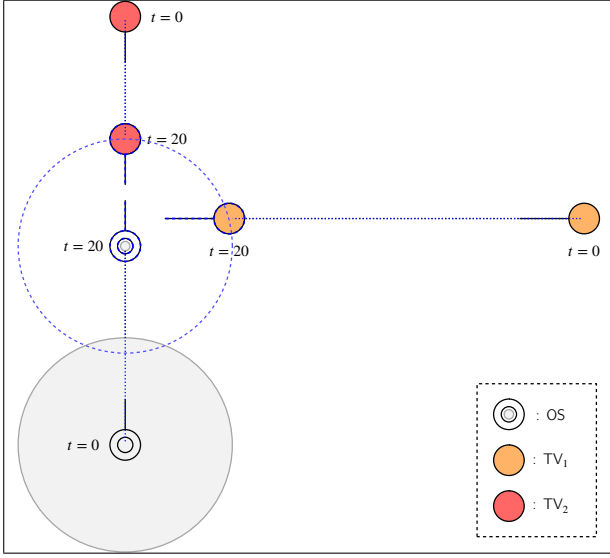 t = 0
t = 20
t = 20
t = 20
t = 0
t = 0
: OS
: TV₁
: TV₂